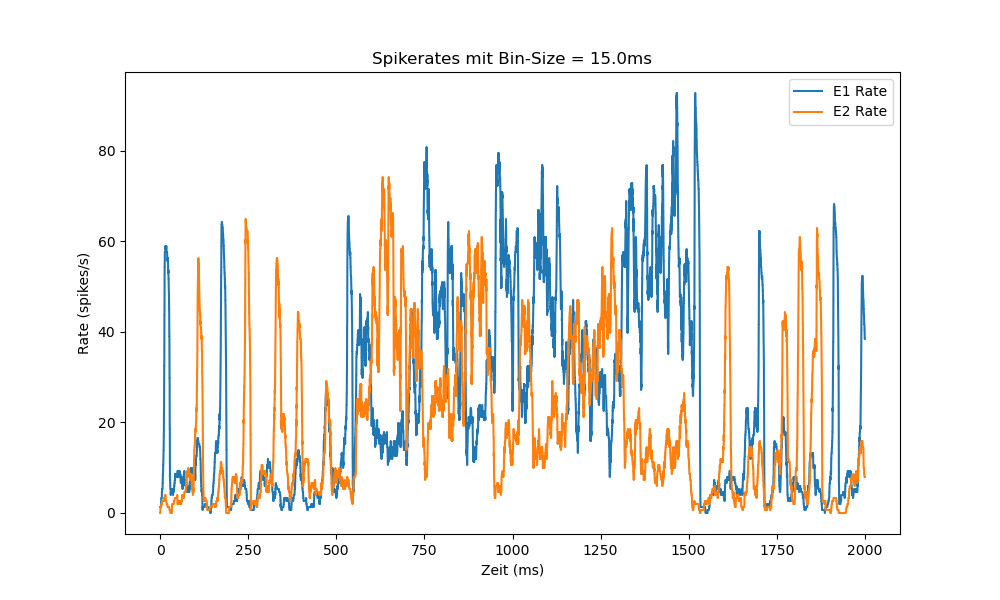 Spikerates mit Bin-Size = 15.0ms
E1 Rate
E2 Rate
80
60
40
20
0
Rate (spikes/s)
0 250 500 750 1000 1250 1500 1750 2000
Zeit (ms)